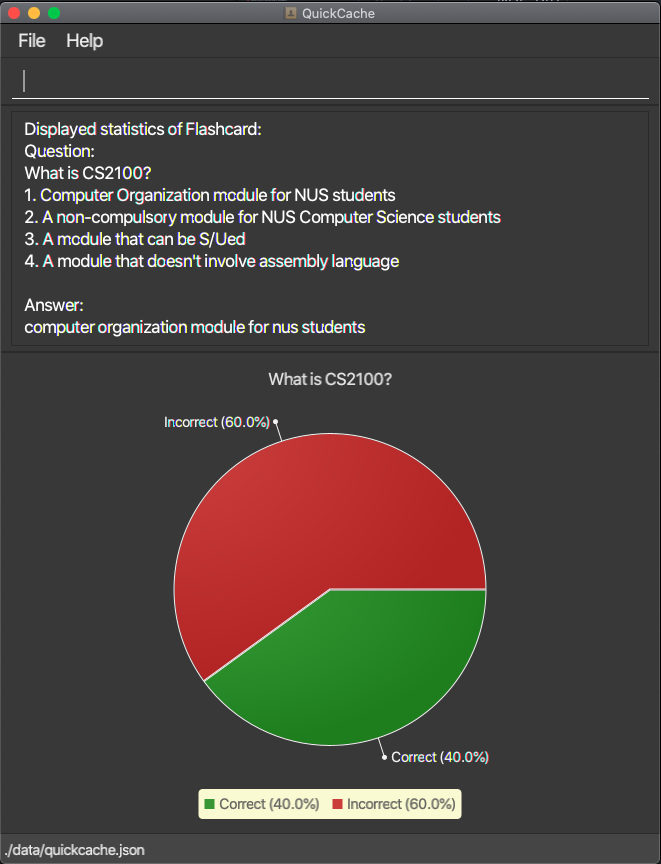 QuickCache
File Help
Displayed statistics of Flashcard:
Question:
What is CS2100?
1. Computer Organization module for NUS students
2. A non-compulsory module for NUS Computer Science students
3. A module that can be S/Ued
4. A module that doesn't involve assembly language
Answer:
computer organization module for nus students
What is CS2100?
Incorrect (60.0%)
Correct (40.0%)
Correct (40.0%) Incorrect (60.0%)
./data/quickcache.json